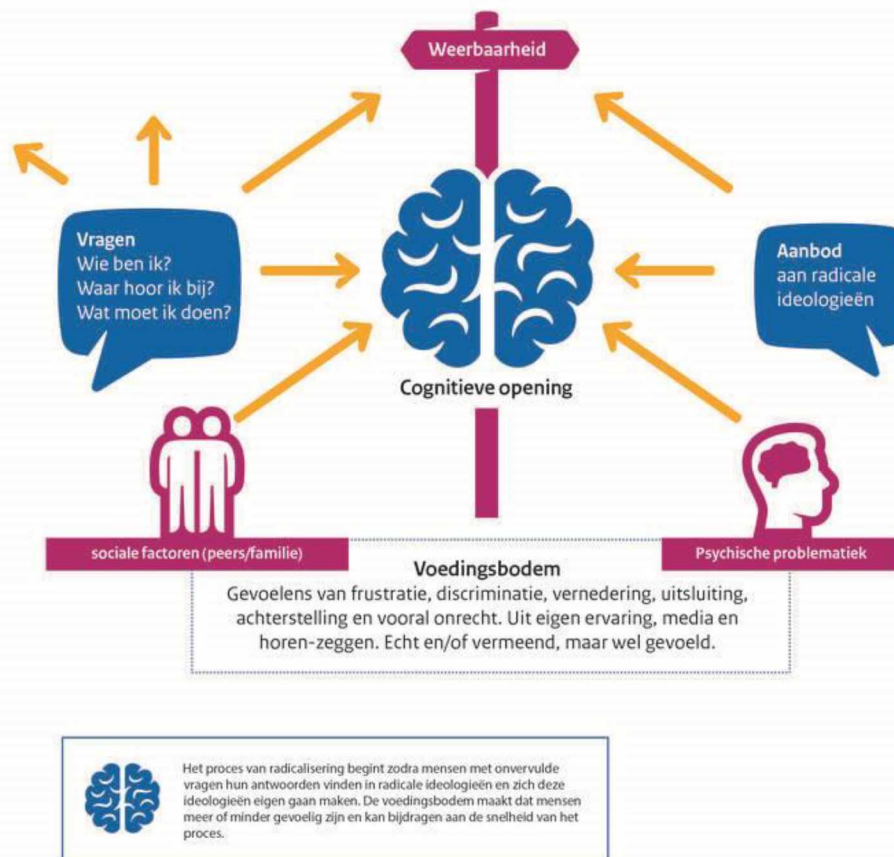 Weerbaarheid
Vragen
Wie ben ik?
Waar hoor ik bij?
Wat moet ik doen?
Aanbod
aan radicale
ideologieën
Cognitieve opening
sociale factoren (peers/familie)
Psychische problematiek
Voedingsbodem
Gevoelens van frustratie, discriminatie, vernedering, uitsluiting,
achterstelling en vooral onrecht. Uit eigen ervaring, media en
horen-zeggen. Echt en/of vermeend, maar wel gevoeld.
Het proces van radicalisering begint zodra mensen met onvervulde
vragen hun antwoorden vinden in radicale ideologieën en zich deze
ideologieën eigen gaan maken. De voedingsbodem maakt dat mensen
meer of minder gevoelig zijn en kan bijdragen aan de snelheid van het
proces.